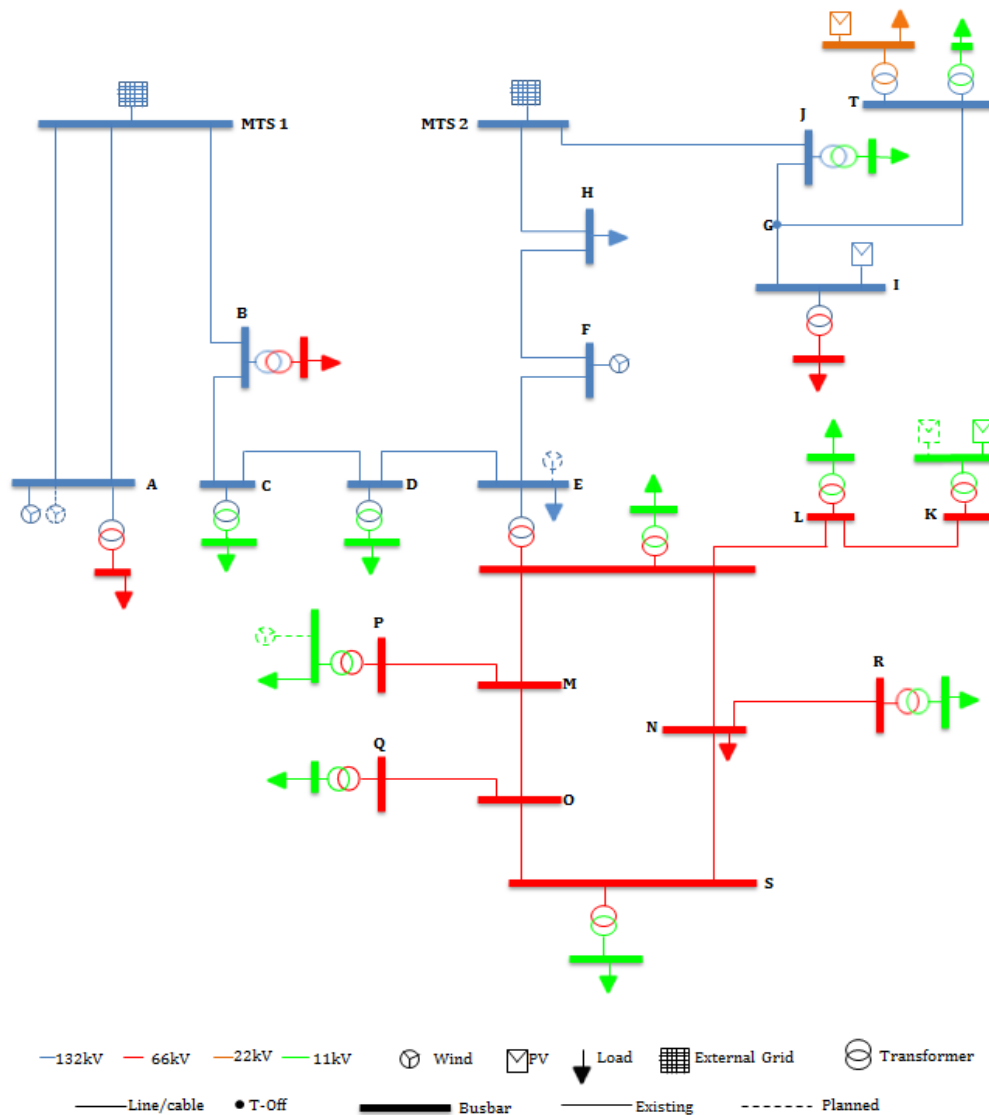 T
J
MTS 1
MTS 2
H
G
I
B
F
A
C
D
E
L
K
P
R
M
N
Q
O
S
132kV 66kV 22kV 11kV Wind PV Load External Grid Transformer
Line/cable T-Off Busbar Existing Planned